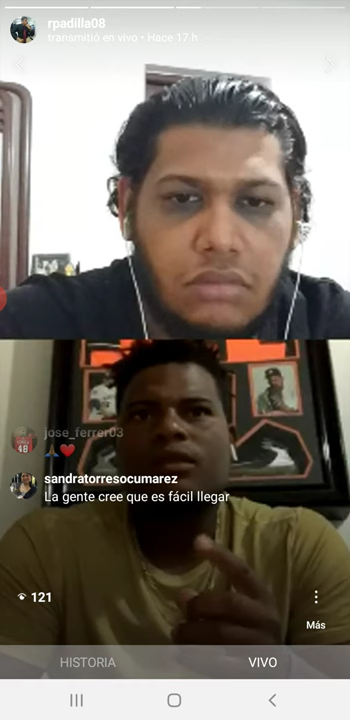 rpadilla08
transmitió en vivo • Hace 17 h
jose_ferrer03
🙏🏿❤️
sandratorresocumarez
La gente cree que es fácil llegar
121
Más
HISTORIA
VIVO
48